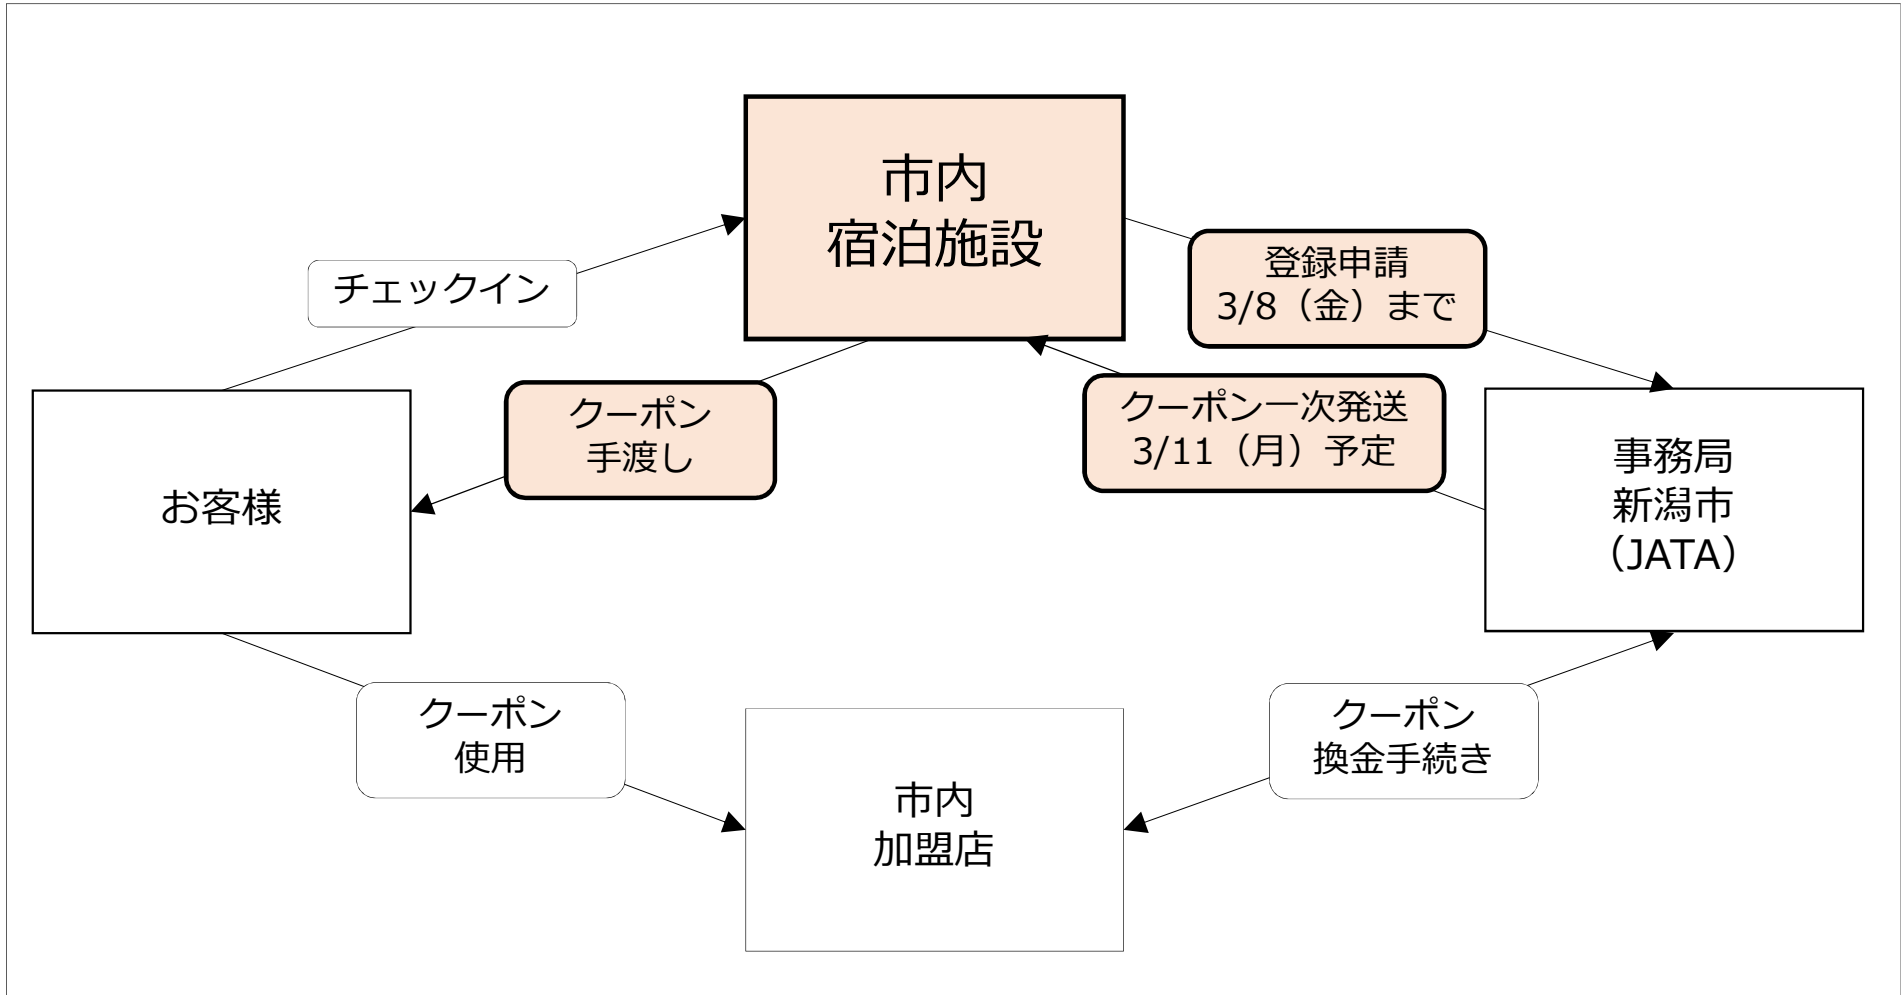 市内
宿泊施設
登録申請
3/8（金）まで
チェックイン
クーポン
手渡し
クーポン一次発送
3/11（月）予定
お客様
事務局
新潟市
（JATA）
クーポン
使用
クーポン
換金手続き
市内
加盟店